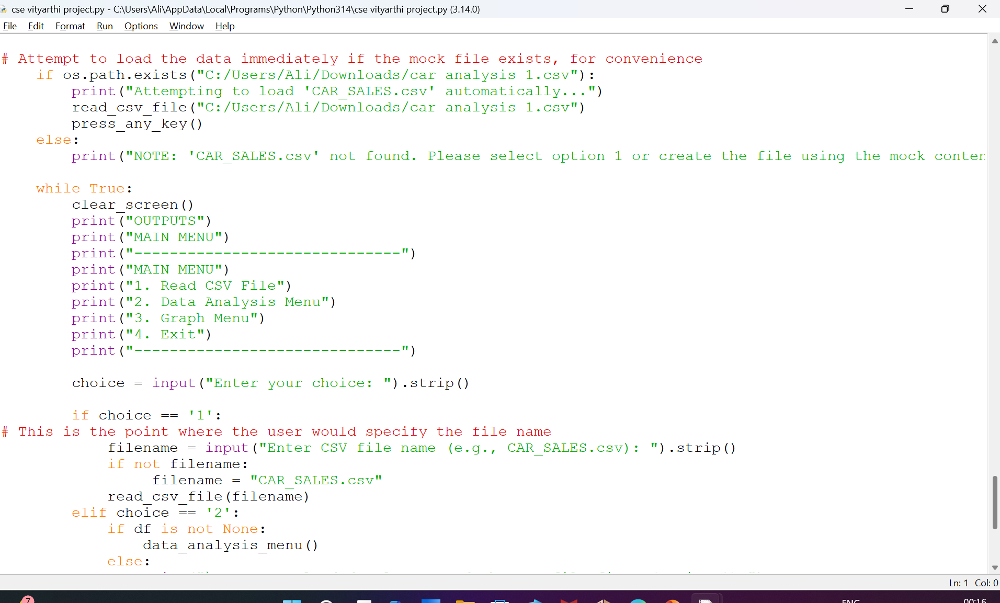 cse vityarthi project.py - C:\Users\Ali\AppData\Local\Programs\Python\Python314\cse vityarthi project.py (3.14.0)
File Edit Format Run Options Window Help
# Attempt to load the data immediately if the mock file exists, for convenience
    if os.path.exists("C:/Users/Ali/Downloads/car analysis 1.csv"):
        print("Attempting to load 'CAR_SALES.csv' automatically...")
        read_csv_file("C:/Users/Ali/Downloads/car analysis 1.csv")
        press_any_key()
    else:
        print("NOTE: 'CAR_SALES.csv' not found. Please select option 1 or create the file using the mock conten
    while True:
        clear_screen()
        print("OUTPUTS")
        print("MAIN MENU")
        print("------------------------------")
        print("MAIN MENU")
        print("1. Read CSV File")
        print("2. Data Analysis Menu")
        print("3. Graph Menu")
        print("4. Exit")
        print("------------------------------")
        choice = input("Enter your choice: ").strip()
        if choice == '1':
# This is the point where the user would specify the file name
            filename = input("Enter CSV file name (e.g., CAR_SALES.csv): ").strip()
            if not filename:
                 filename = "CAR_SALES.csv"
            read_csv_file(filename)
        elif choice == '2':
            if df is not None:
                data_analysis_menu()
            else:
Ln: 1 Col: 0
7
ENG
00:16